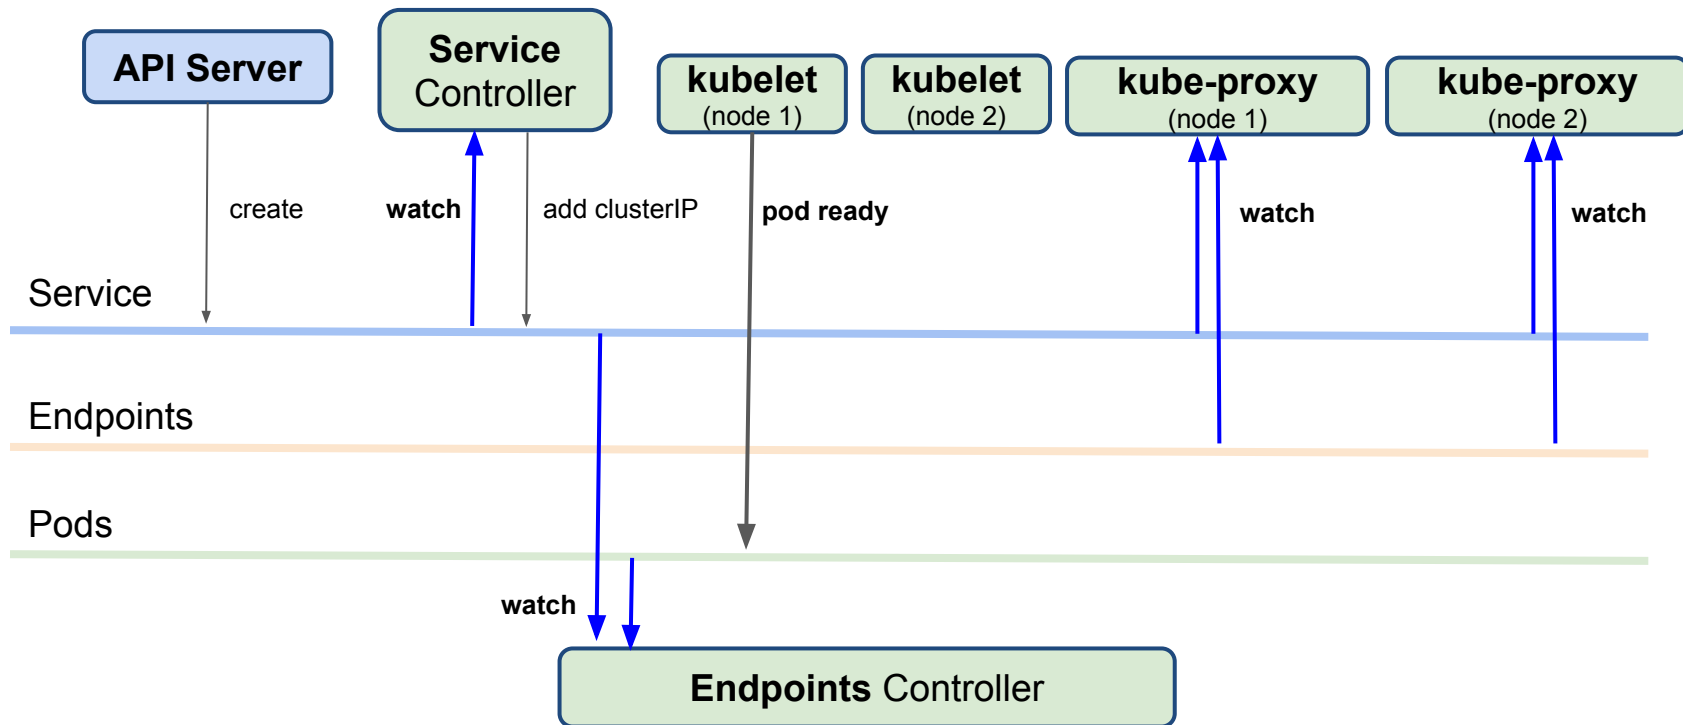 API Server
Service
Controller
kubelet
(node 1)
kubelet
(node 2)
kube-proxy
(node 1)
kube-proxy
(node 2)
create
watch
add clusterIP
pod ready
watch
watch
Service
Endpoints
Pods
watch
Endpoints Controller